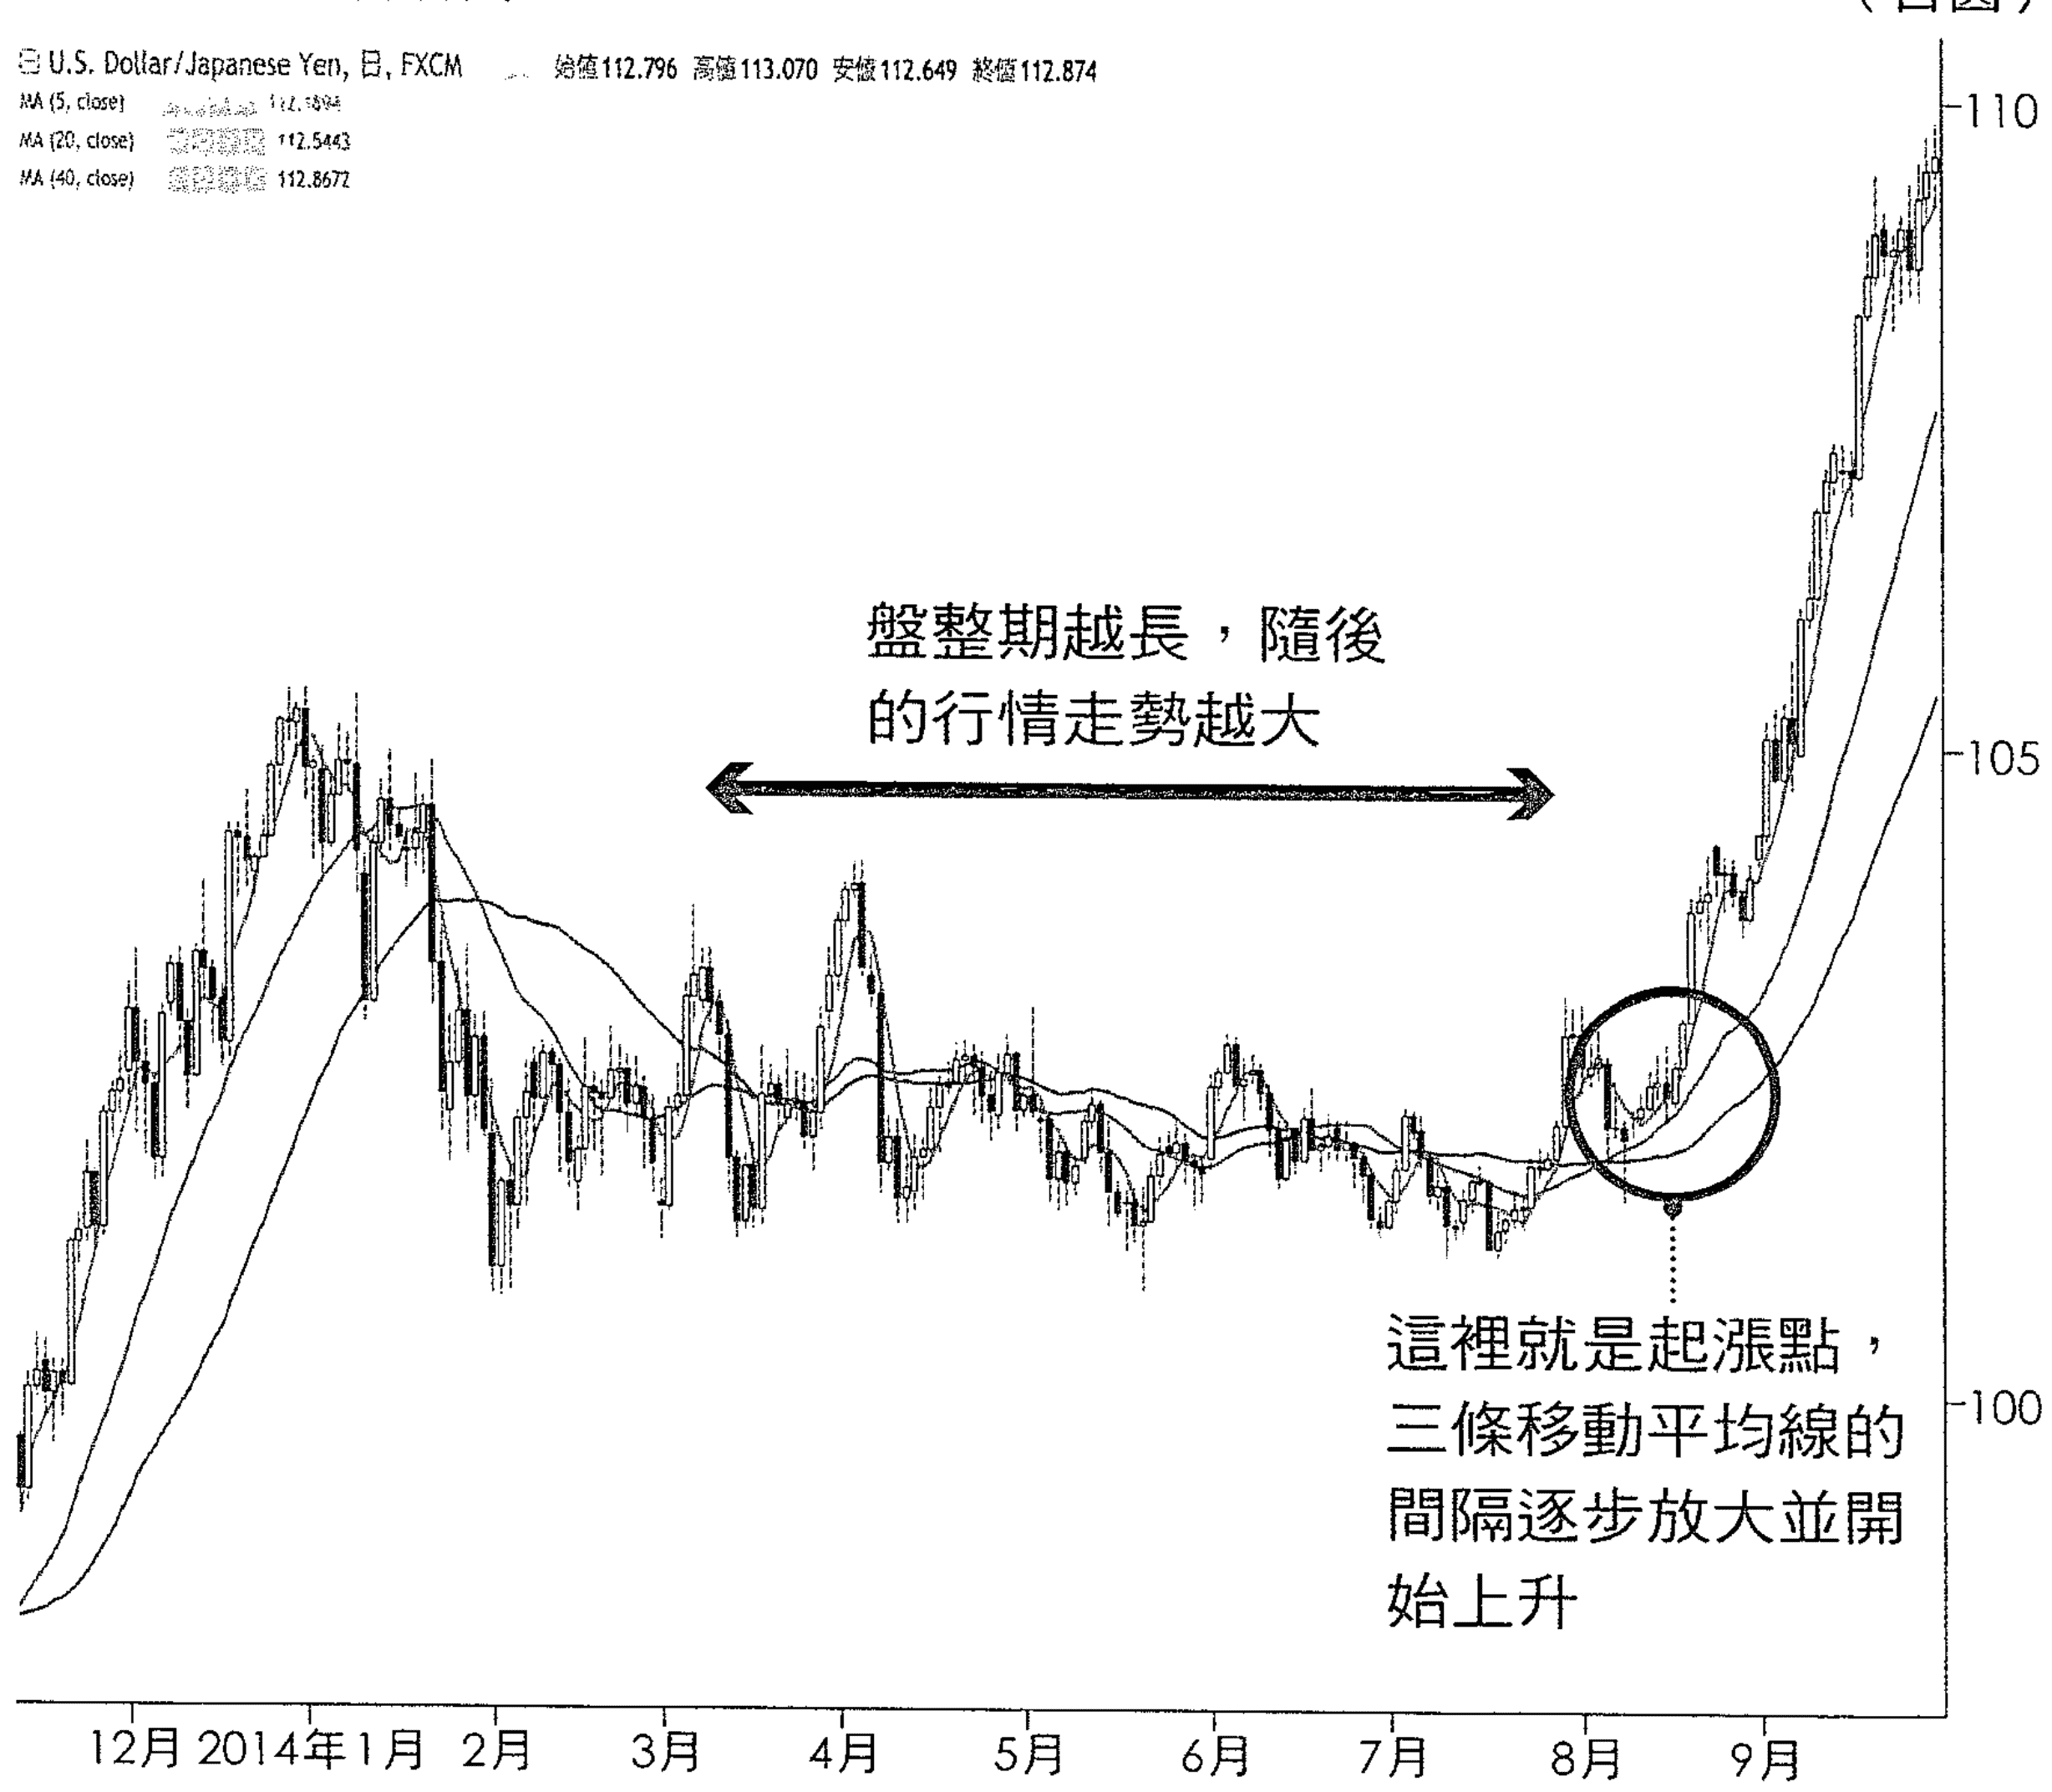 U.S. Dollar/Japanese Yen, 日, FXCM 始値112.796 高値113.070 安値112.649 終値112.874
MA (5, close)
MA (20, close) 112.5443
MA (40, close) 112.8672
110
盤整期越長，隨後
的行情走勢越大
105
這裡就是起漲點，
三條移動平均線的
間隔逐步放大並開
始上升
100
12月 2014年1月 2月 3月 4月 5月 6月 7月 8月 9月